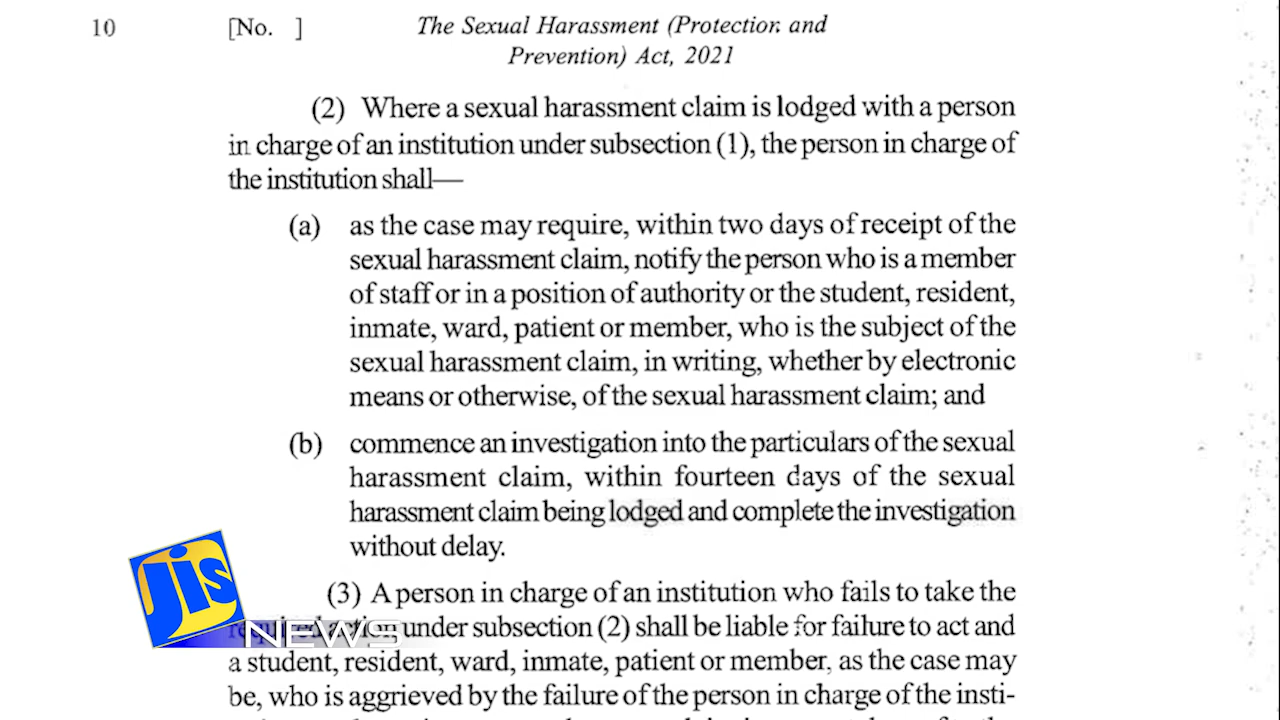 10 [No. ] The Sexual Harassment (Protection and
Prevention) Act, 2021
(2) Where a sexual harassment claim is lodged with a person
in charge of an institution under subsection (1), the person in charge of
the institution shall—
(a) as the case may require, within two days of receipt of the
sexual harassment claim, notify the person who is a member
of staff or in a position of authority or the student, resident,
inmate, ward, patient or member, who is the subject of the
sexual harassment claim, in writing, whether by electronic
means or otherwise, of the sexual harassment claim; and
(b) commence an investigation into the particulars of the sexual
harassment claim, within fourteen days of the sexual
harassment claim being lodged and complete the investigation
without delay.
(3) A person in charge of an institution who fails to take the
required action under subsection (2) shall be liable for failure to act and
a student, resident, ward, inmate, patient or member, as the case may
be, who is aggrieved by the failure of the person in charge of the insti-
jis
NEWS